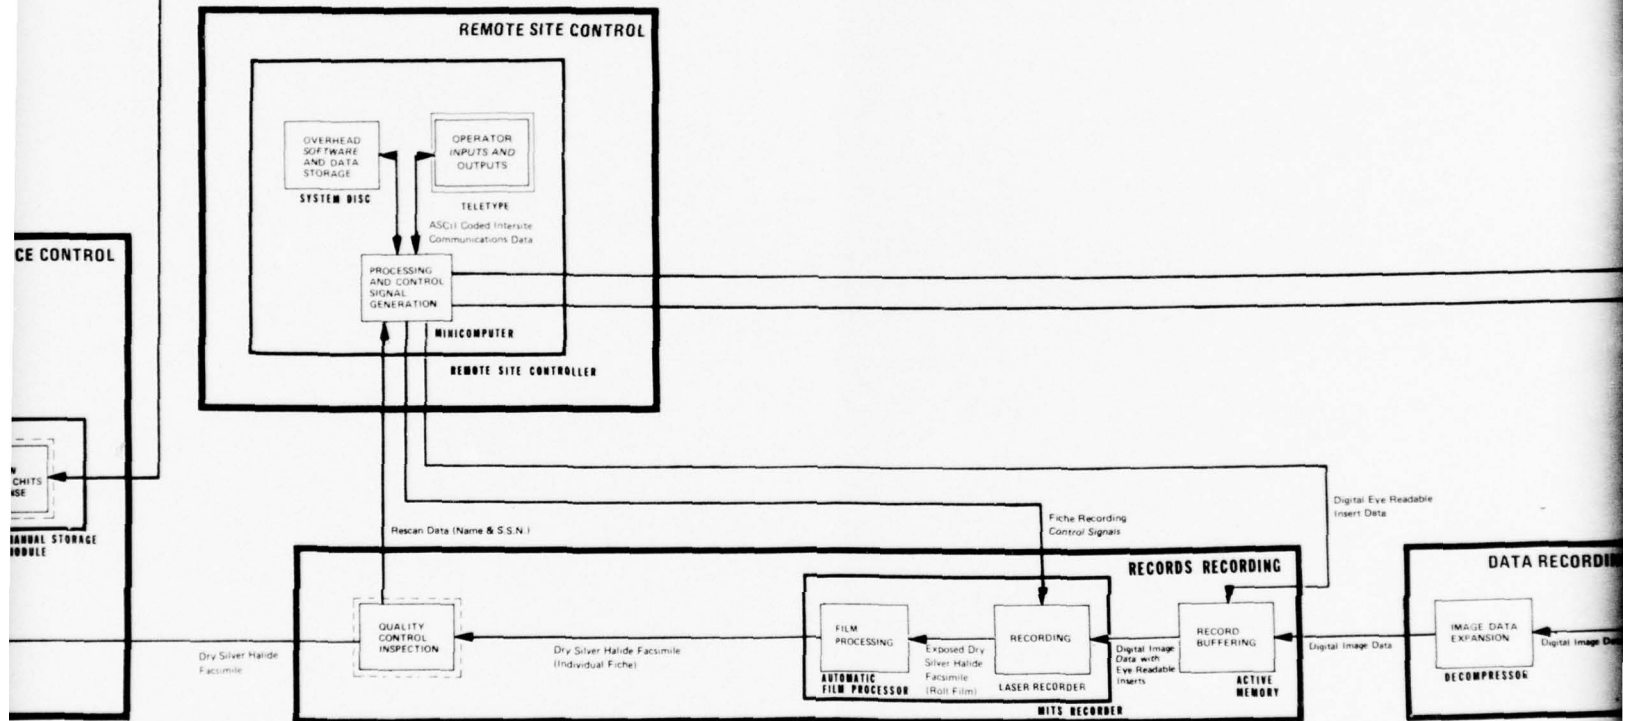 REMOTE SITE CONTROL
OVERHEAD
SOFTWARE
AND DATA
STORAGE
SYSTEM DISC
OPERATOR
INPUTS AND
OUTPUTS
TELETYPE
ASCII Coded Intersite
Communications Data
PROCESSING
AND CONTROL
SIGNAL
GENERATION
MINICOMPUTER
REMOTE SITE CONTROLLER
CE CONTROL
N
CHITS
SE
ANUAL STORAGE
ODULE
Rescan Data (Name & S.S.N.)
Fiche Recording
Control Signals
Digital Eye Readable
Insert Data
RECORDS RECORDING
QUALITY
CONTROL
INSPECTION
Dry Silver Halide
Facsimile
Dry Silver Halide Facsimile
(Individual Fiche)
FILM
PROCESSING
AUTOMATIC
FILM PROCESSOR
Exposed Dry
Silver Halide
Facsimile
(Roll Film)
RECORDING
LASER RECORDER
MITS RECORDER
Digital Image
Data with
Eye Readable
Inserts
RECORD
BUFFERING
ACTIVE
MEMORY
Digital Image Data
DATA RECORDIN
IMAGE DATA
EXPANSION
DECOMPRESSOR
Digital Image Da